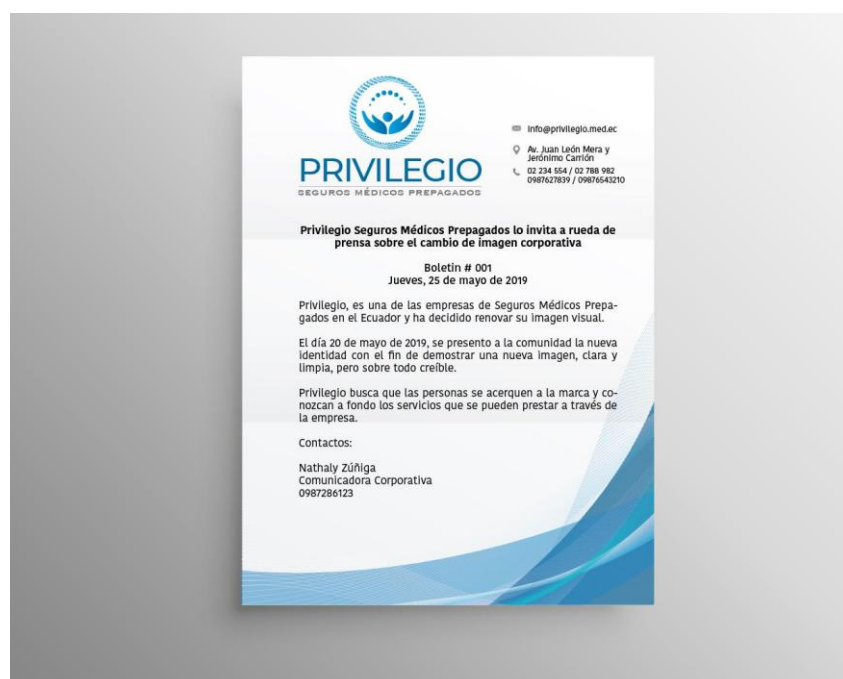 PRIVILEGIO
SEGUROS MÉDICOS PREPAGADOS
info@privilegio.med.ec
Av. Juan León Mera y
Jerónimo Carrión
02 234 554 / 02 788 982
0987627839 / 09876543210
Privilegio Seguros Médicos Prepagados lo invita a rueda de
prensa sobre el cambio de imagen corporativa
Boletin # 001
Jueves, 25 de mayo de 2019
Privilegio, es una de las empresas de Seguros Médicos Prepa-
gados en el Ecuador y ha decidido renovar su imagen visual.
El día 20 de mayo de 2019, se presento a la comunidad la nueva
identidad con el fin de demostrar una nueva imagen, clara y
limpia, pero sobre todo creíble.
Privilegio busca que las personas se acerquen a la marca y co-
nozcan a fondo los servicios que se pueden prestar a través de
la empresa.
Contactos:
Nathaly Zúñiga
Comunicadora Corporativa
0987286123